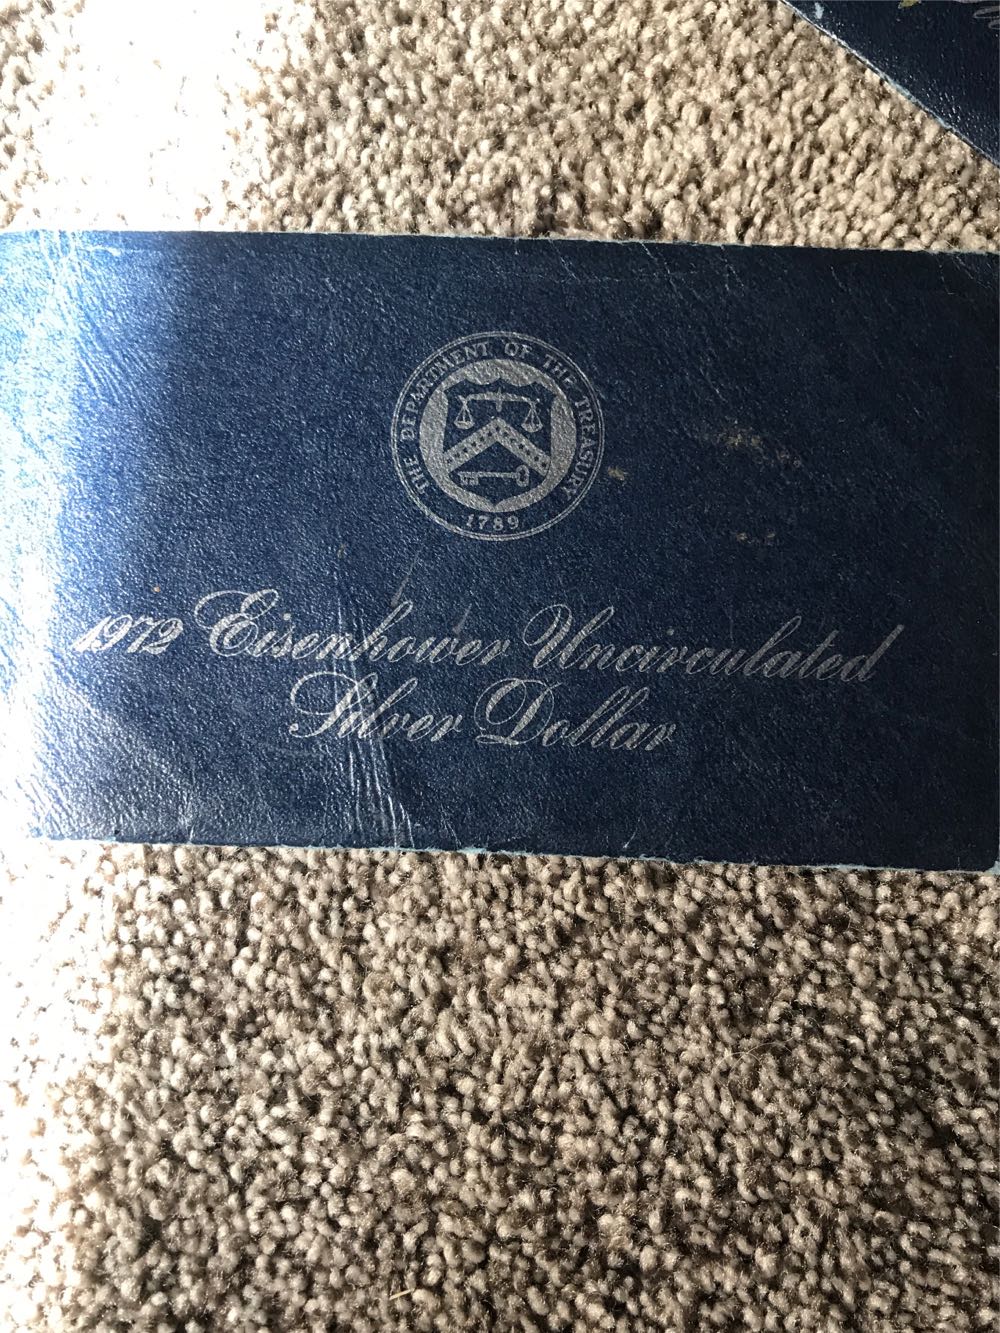 THE DEPARTMENT OF THE TREASURY
1789
1972 Eisenhower Uncirculated
Silver Dollar